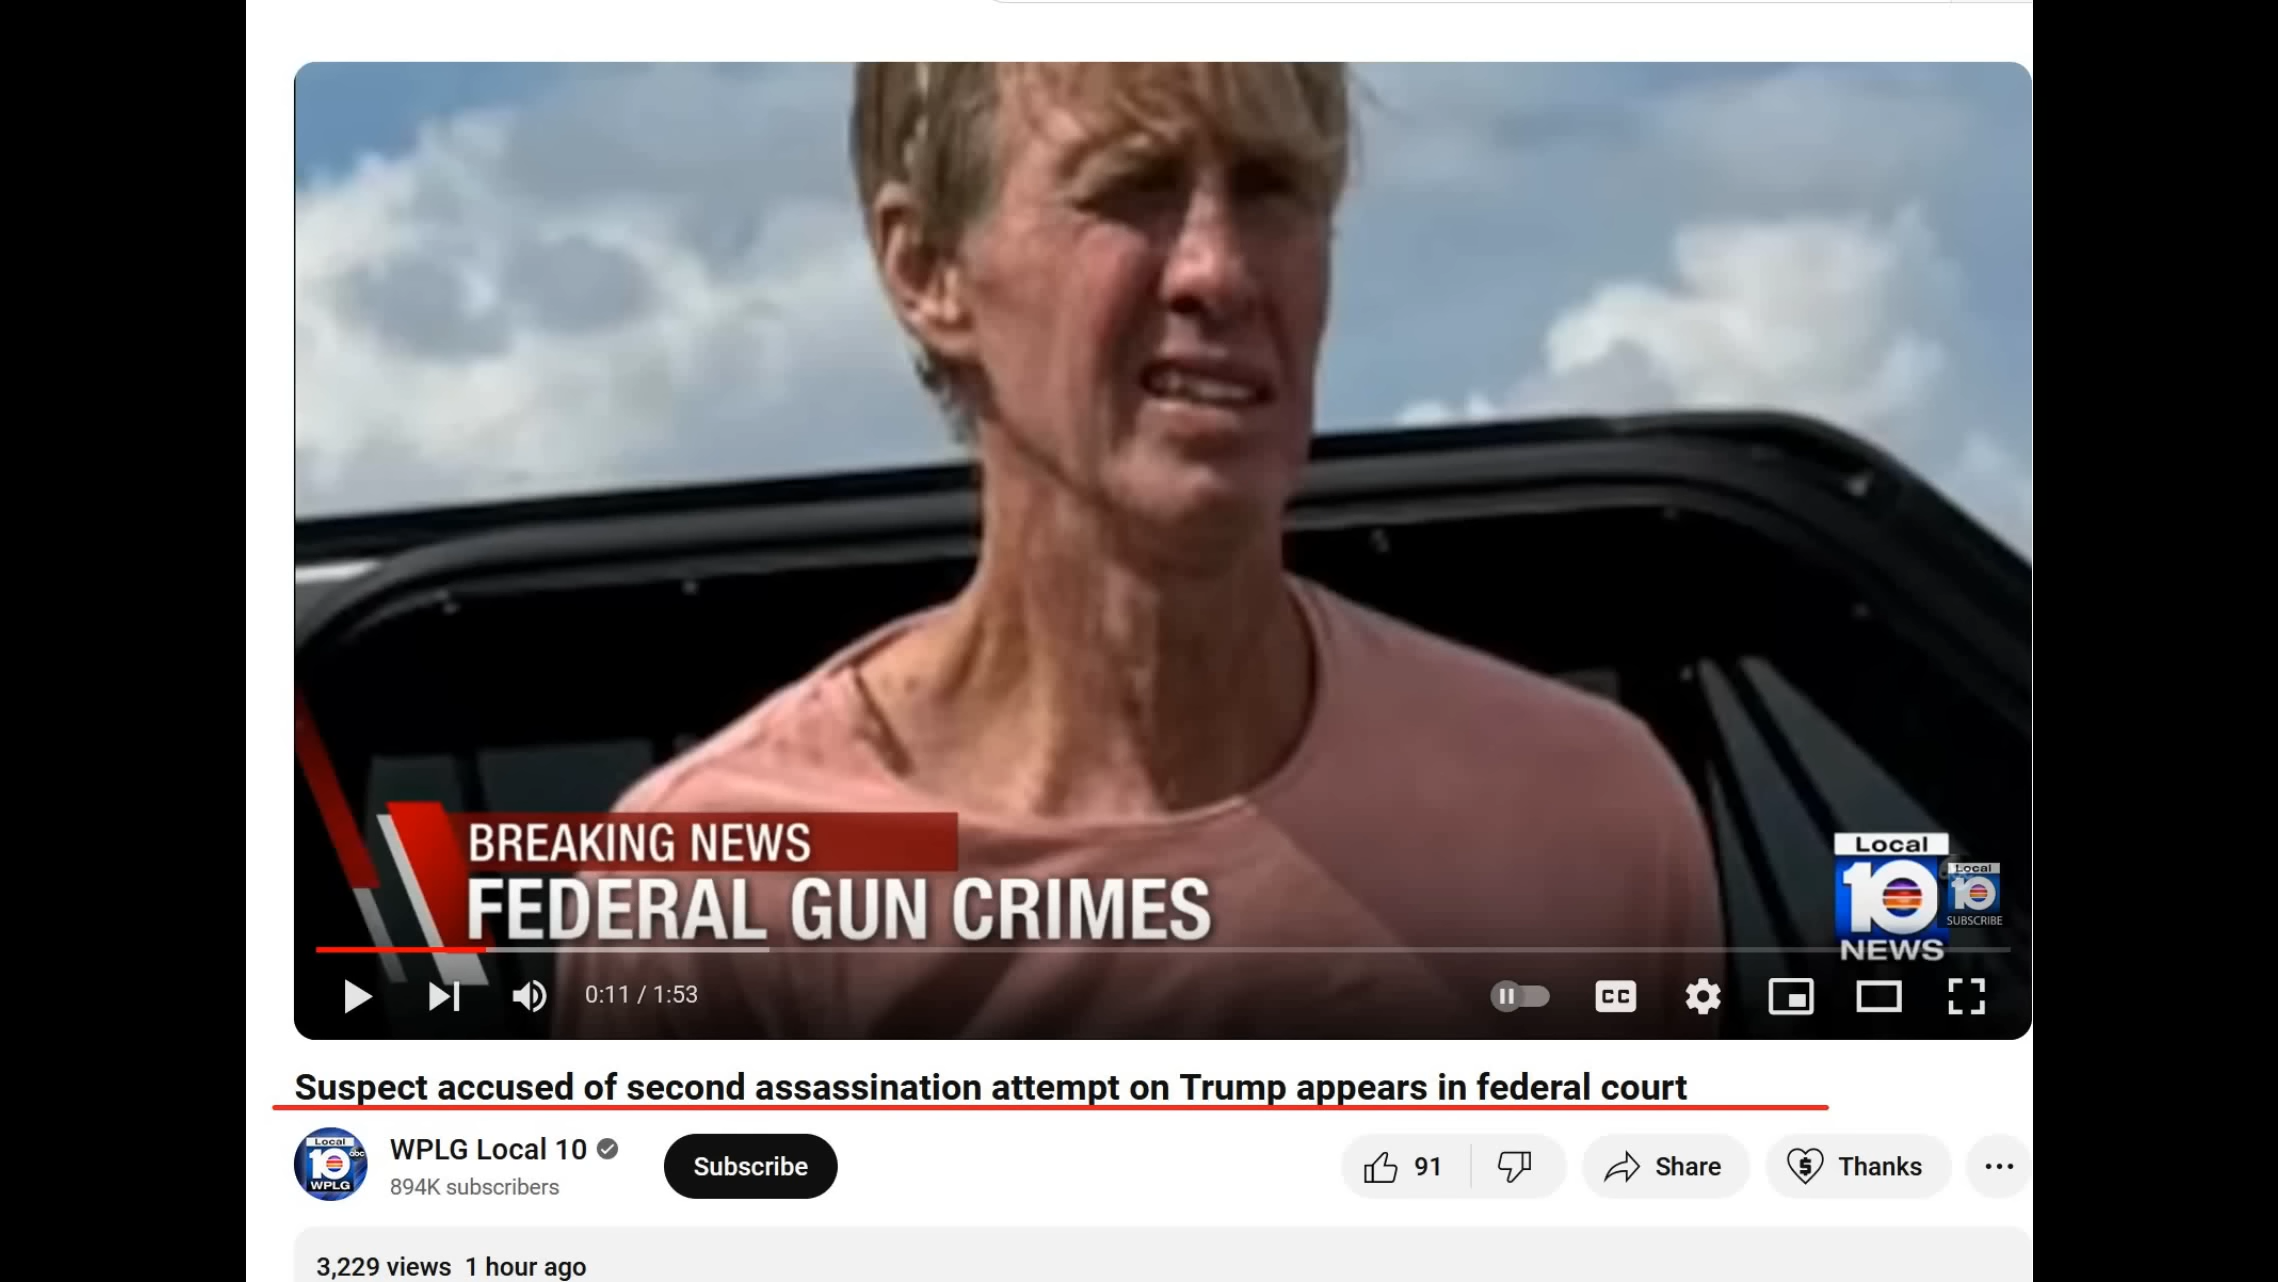 BREAKING NEWS
FEDERAL GUN CRIMES
Local
10
NEWS
Local
10
SUBSCRIBE
0:11 / 1:53
CC
Suspect accused of second assassination attempt on Trump appears in federal court
Local
10
abc
WPLG
WPLG Local 10
894K subscribers
Subscribe
91
Share
Thanks
3,229 views 1 hour ago